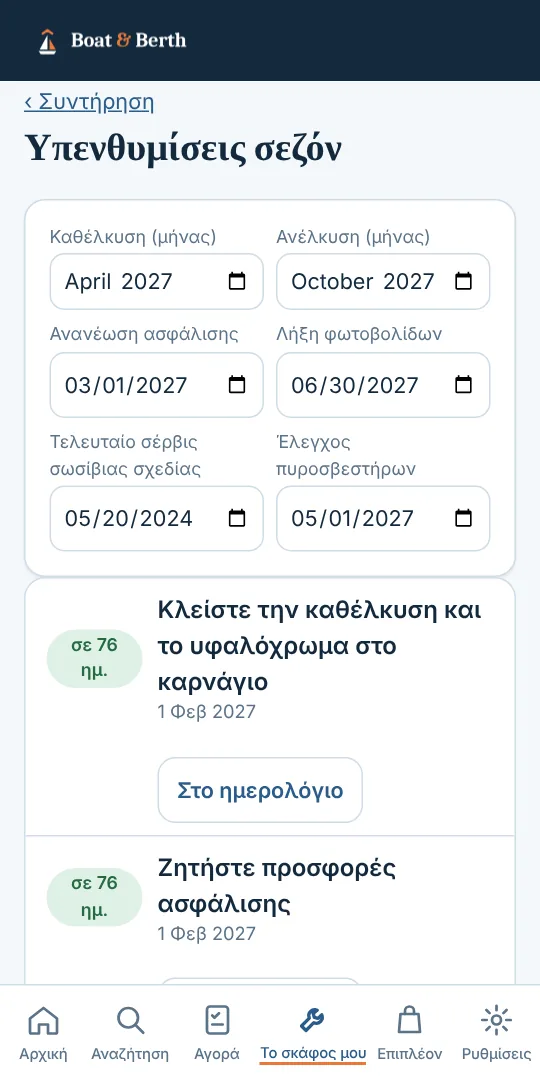 Boat & Berth
‹ Συντήρηση
Υπενθυμίσεις σεζόν
Καθέλκυση (μήνας)
Ανέλκυση (μήνας)
April 2027
October 2027
Ανανέωση ασφάλισης
Λήξη φωτοβολίδων
03/01/2027
06/30/2027
Τελευταίο σέρβις
σωσίβιας σχεδίας
Έλεγχος
πυροσβεστήρων
05/20/2024
05/01/2027
σε 76
ημ.
Κλείστε την καθέλκυση και
το υφαλόχρωμα στο
καρνάγιο
1 Φεβ 2027
Στο ημερολόγιο
σε 76
ημ.
Ζητήστε προσφορές
ασφάλισης
1 Φεβ 2027
Αρχική
Αναζήτηση
Αγορά
Το σκάφος μου
Επιπλέον
Ρυθμίσεις